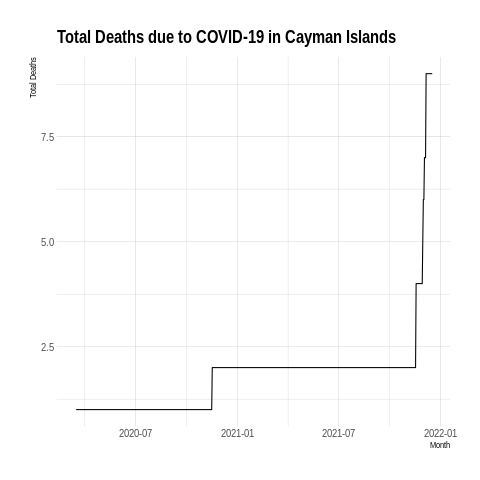 Total Deaths due to COVID-19 in Cayman Islands
Total Deaths
7.5
5.0
2.5
2020-07
2021-01
2021-07
2022-01
Month